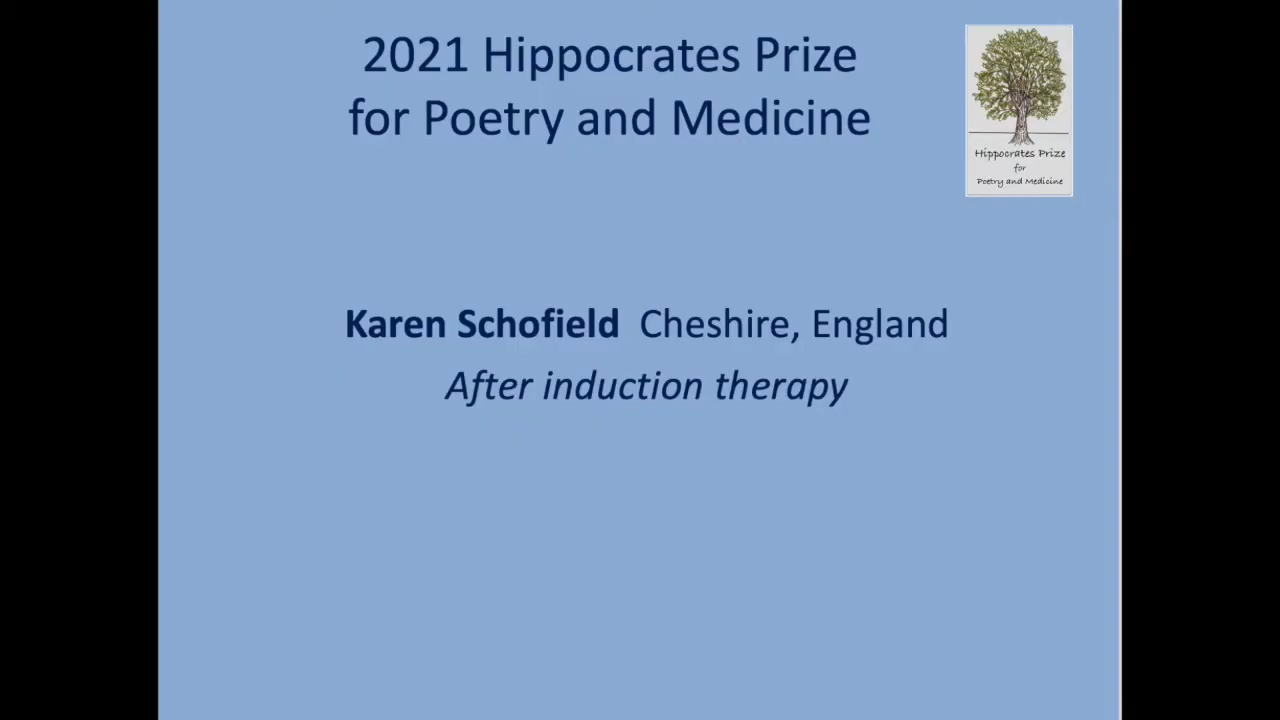 2021 Hippocrates Prize
for Poetry and Medicine
Hippocrates Prize
for
Poetry and Medicine
Karen Schofield Cheshire, England
After induction therapy